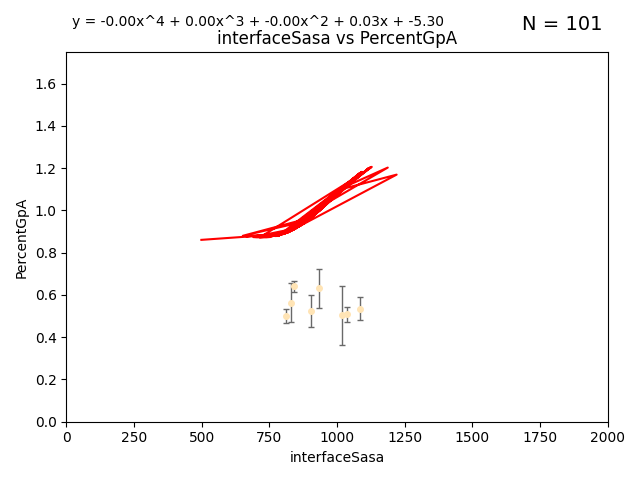 y = -0.00x^4 + 0.00x^3 + -0.00x^2 + 0.03x + -5.30
N = 101
interfaceSasa vs PercentGpA
PercentGpA
1.6
1.4
1.2
1.0
0.8
0.6
0.4
0.2
0.0
0 250 500 750 1000 1250 1500 1750 2000
interfaceSasa